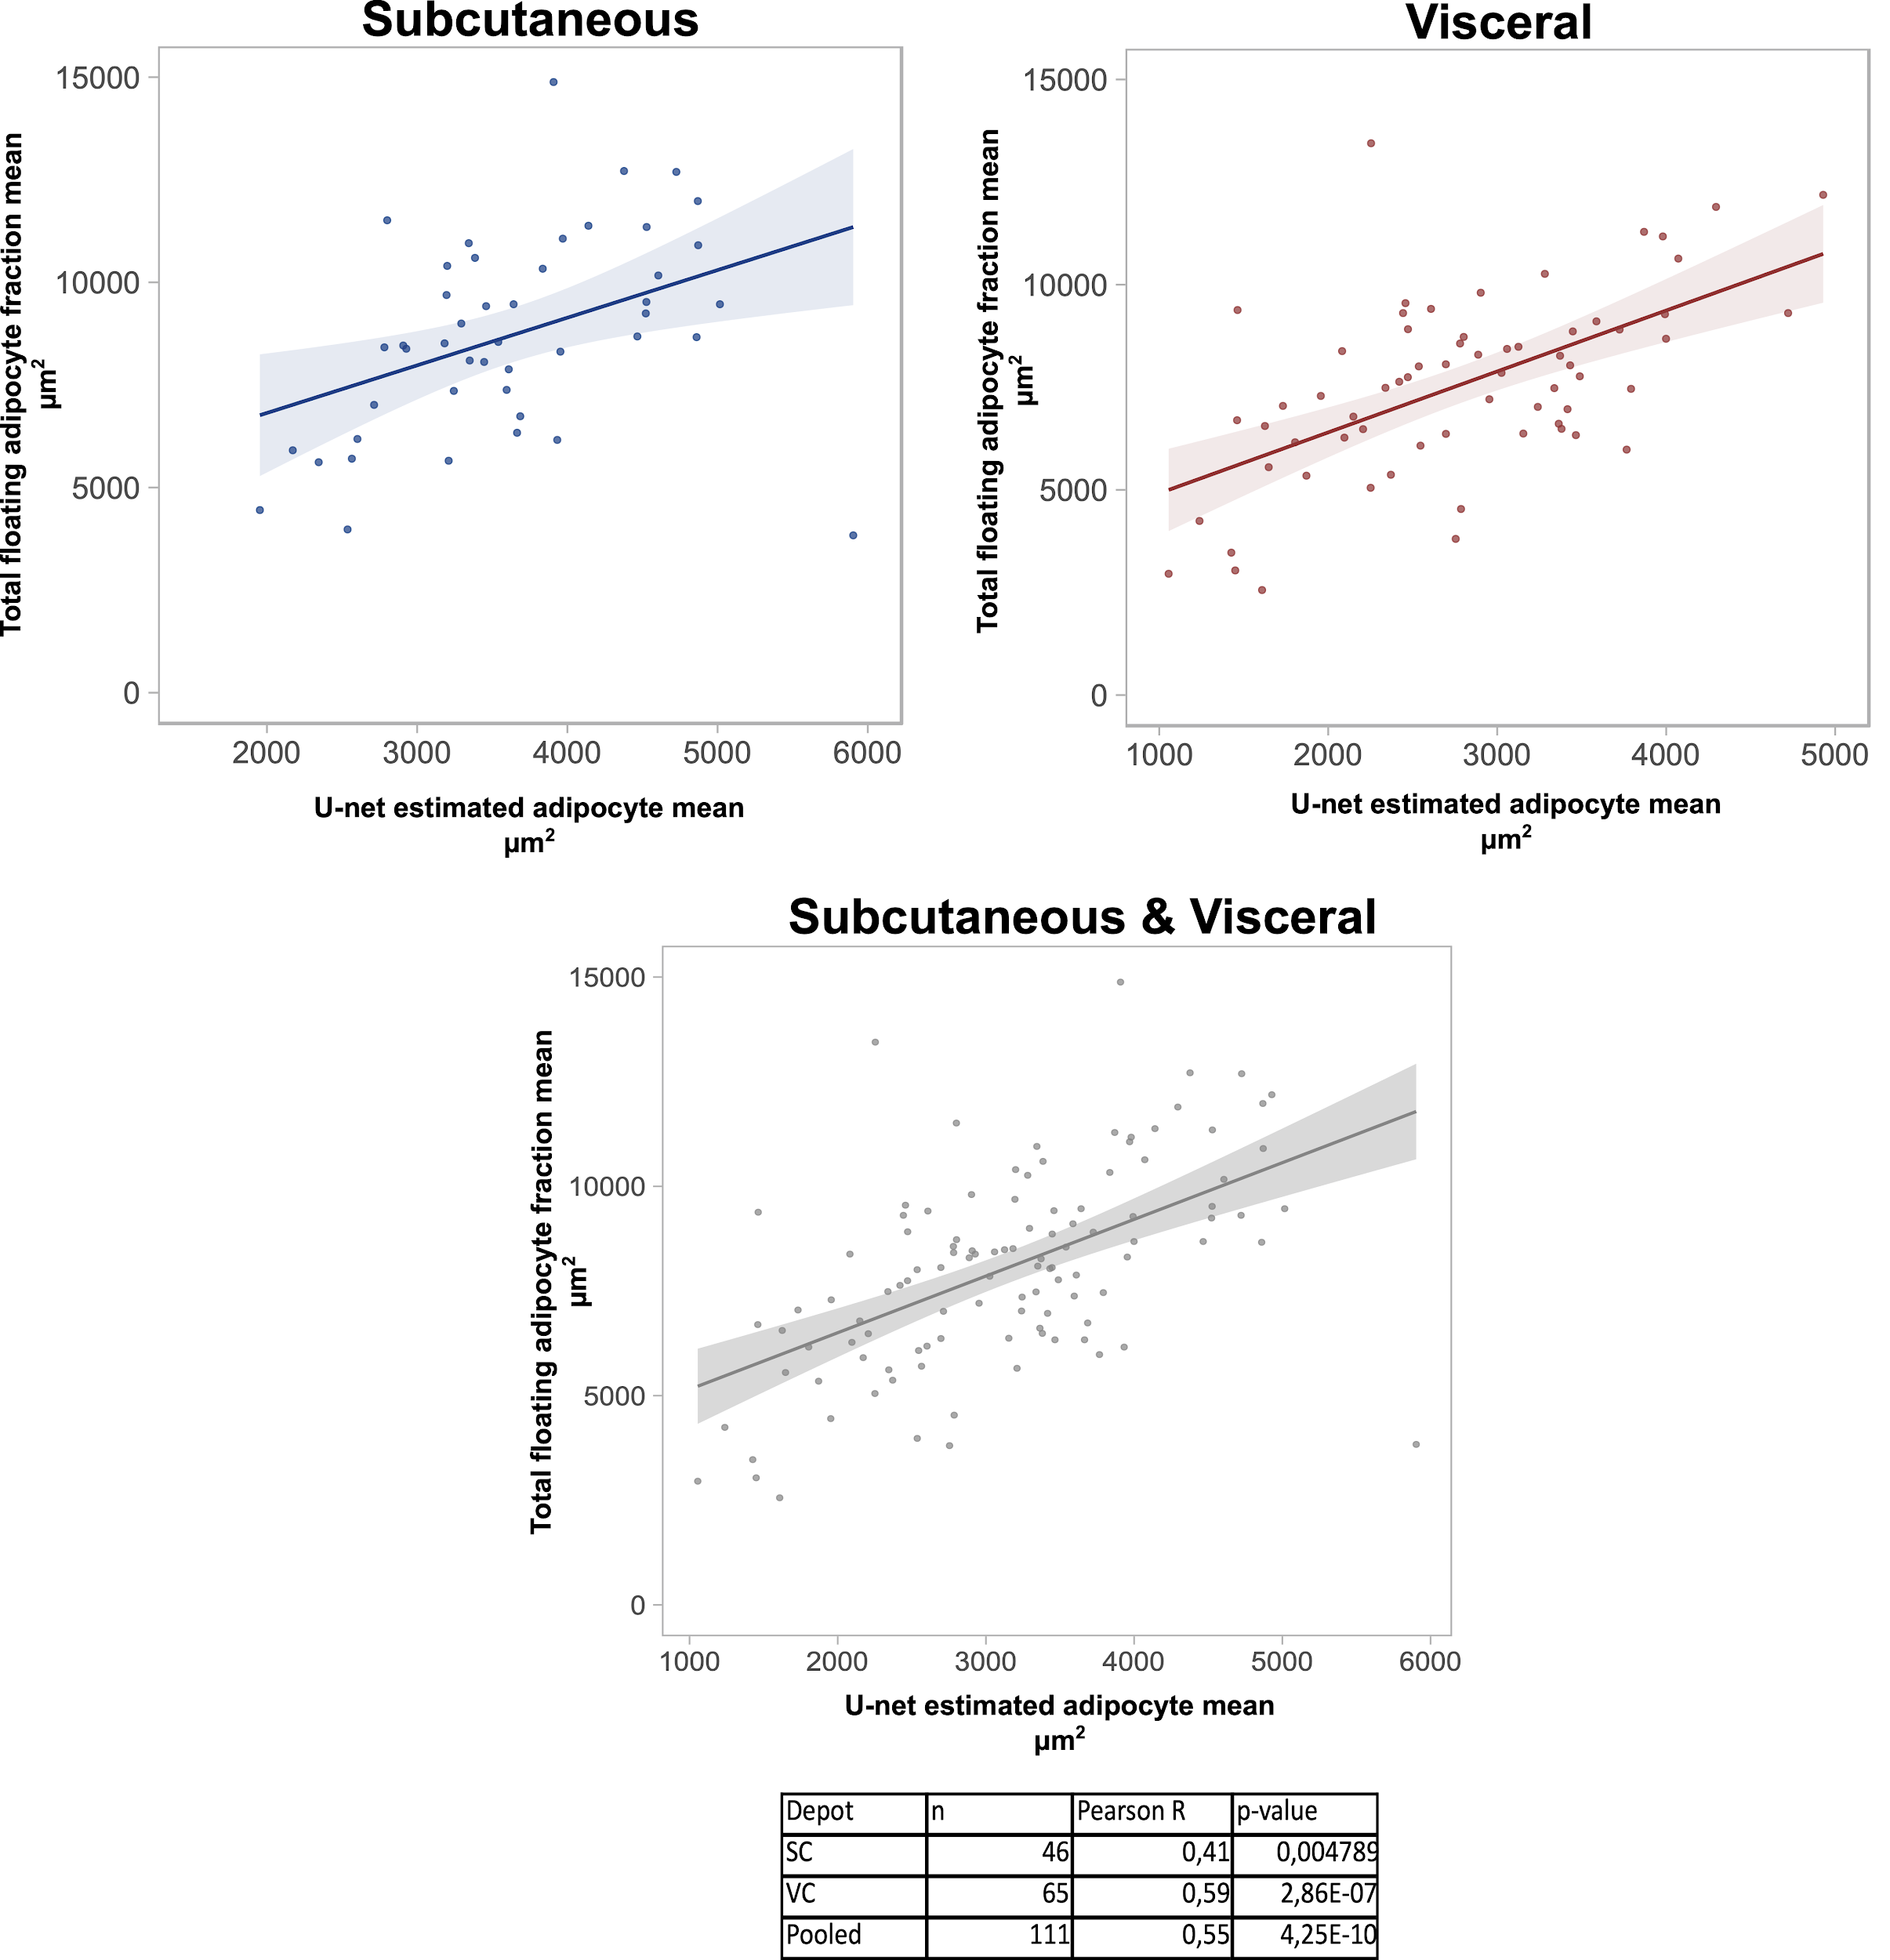 Subcutaneous
Total floating adipocyte fraction mean
µm²
15000
10000
5000
0
2000 3000 4000 5000 6000
U-net estimated adipocyte mean
µm²
Visceral
Total floating adipocyte fraction mean
µm²
15000
10000
5000
0
1000 2000 3000 4000 5000
U-net estimated adipocyte mean
µm²
Subcutaneous & Visceral
Total floating adipocyte fraction mean
µm²
15000
10000
5000
0
1000 2000 3000 4000 5000 6000
U-net estimated adipocyte mean
µm²
Depot n Pearson R p-value
SC 46 0,41 0,004789
VC 65 0,59 2,86E-07
Pooled 111 0,55 4,25E-10